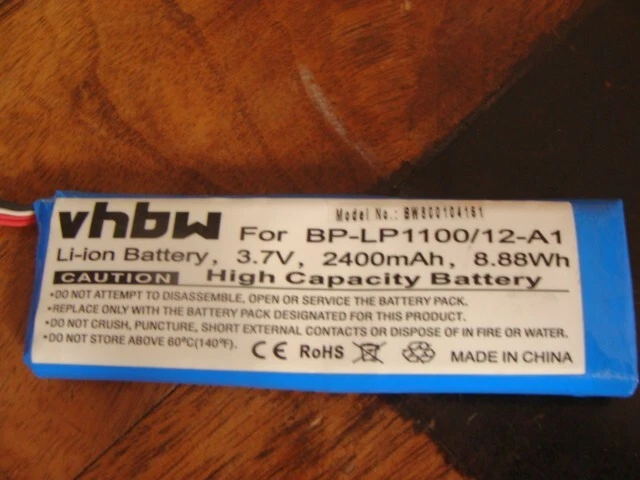 Model No.: BW800104161
vhbw For BP-LP1100/12-A1
Li-ion Battery, 3.7V, 2400mAh, 8.88Wh
CAUTION High Capacity Battery
•DO NOT ATTEMPT TO DISASSEMBLE, OPEN OR SERVICE THE BATTERY PACK.
•REPLACE ONLY WITH THE BATTERY PACK DESIGNATED FOR THIS PRODUCT.
•DO NOT CRUSH, PUNCTURE, SHORT EXTERNAL CONTACTS OR DISPOSE OF IN FIRE OR WATER.
•DO NOT STORE ABOVE 60°C(140°F).
CE RoHS MADE IN CHINA